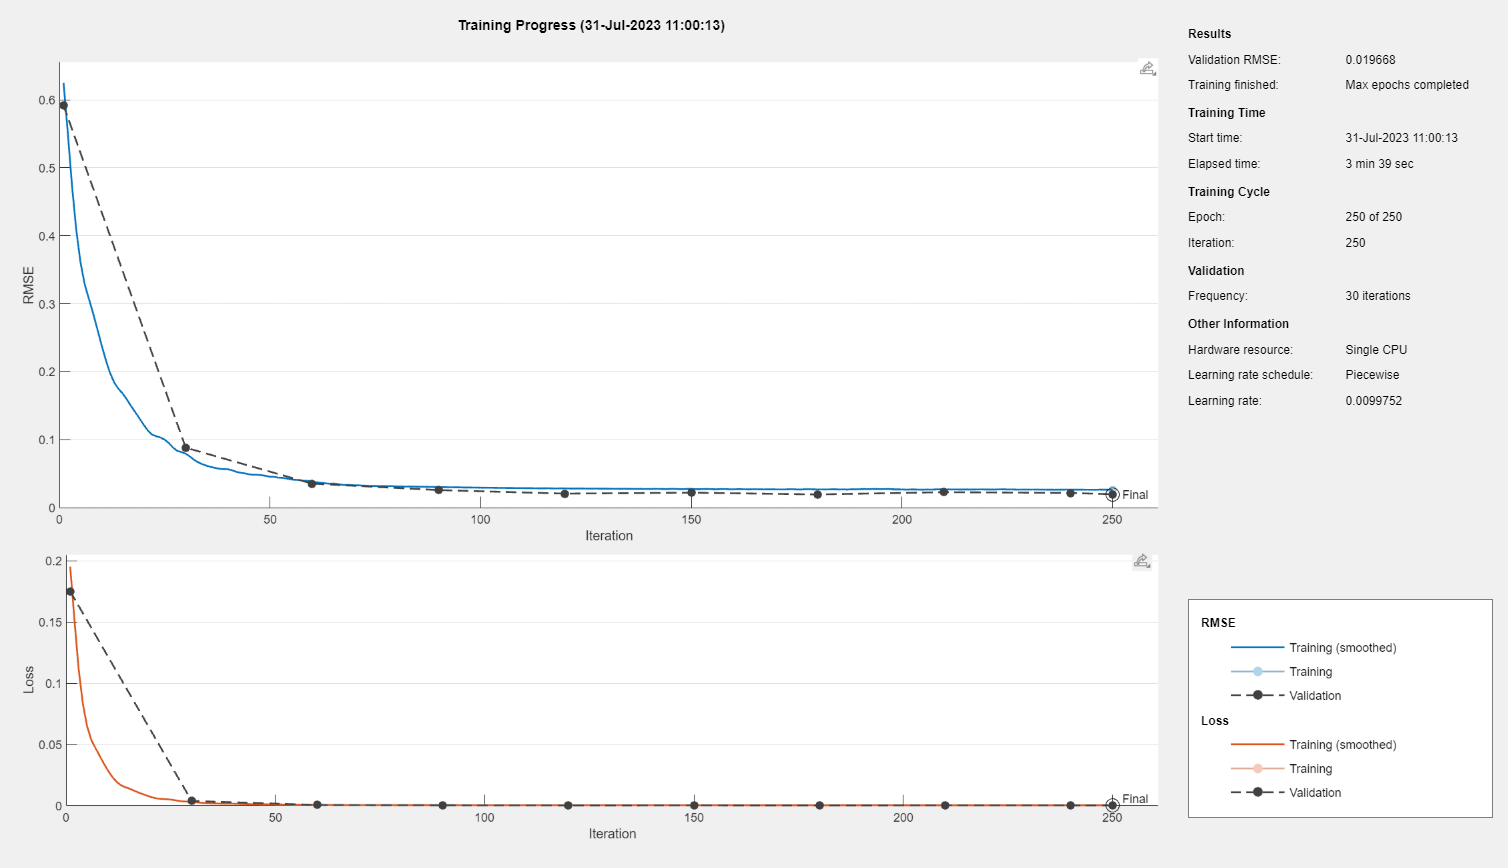 Training Progress (31-Jul-2023 11:00:13)
0.6
0.5
0.4
0.3
0.2
0.1
0
RMSE
0 50 100 150 200 250
Iteration
Final
0.2
0.15
0.1
0.05
0
Loss
0 50 100 150 200 250
Iteration
Final
Results
Validation RMSE: 0.019668
Training finished: Max epochs completed
Training Time
Start time: 31-Jul-2023 11:00:13
Elapsed time: 3 min 39 sec
Training Cycle
Epoch: 250 of 250
Iteration: 250
Validation
Frequency: 30 iterations
Other Information
Hardware resource: Single CPU
Learning rate schedule: Piecewise
Learning rate: 0.0099752
RMSE
Training (smoothed)
Training
Validation
Loss
Training (smoothed)
Training
Validation